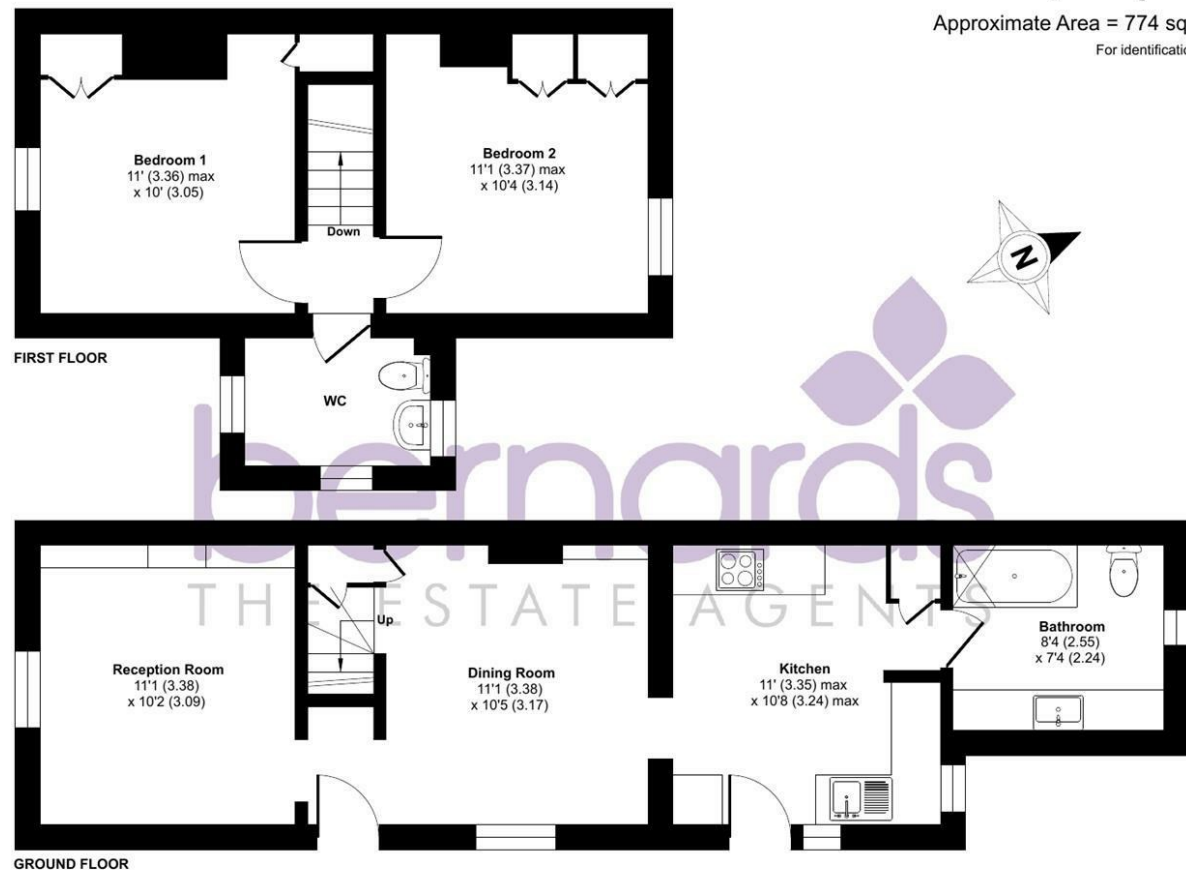 Approximate Area = 774 sq
For identificatio
Bedroom 1
11' (3.36) max
x 10' (3.05)
Bedroom 2
11'1 (3.37) max
x 10'4 (3.14)
Down
N
FIRST FLOOR
WC
bernards
THE ESTATE AGENTS
Up
Reception Room
11'1 (3.38)
x 10'2 (3.09)
Dining Room
11'1 (3.38)
x 10'5 (3.17)
Kitchen
11' (3.35) max
x 10'8 (3.24) max
Bathroom
8'4 (2.55)
x 7'4 (2.24)
GROUND FLOOR